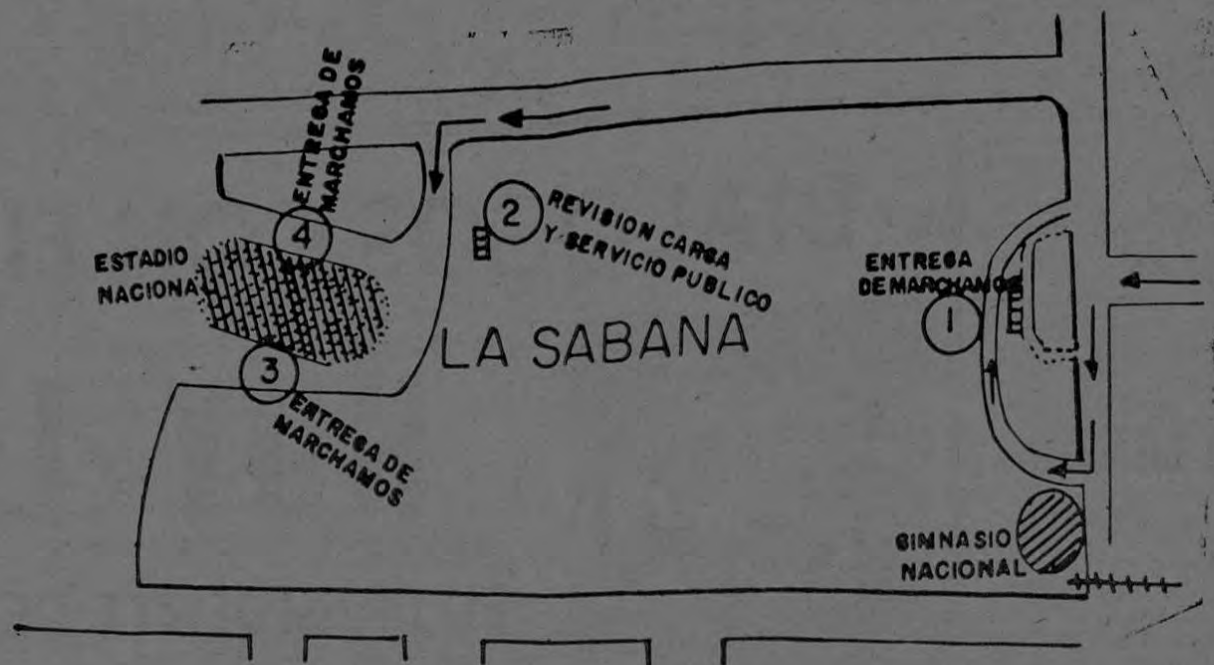 ENTREGA DE
MARCHAMOS
4
ESTADIO
NACIONA
2
REVISION CARGA
Y SERVICIO PUBLICO
ENTREGA
DE MARCHAMOS
1
LA SABANA
3
ENTREGA DE
MARCHAMOS
GIMNASIO
NACIONAL